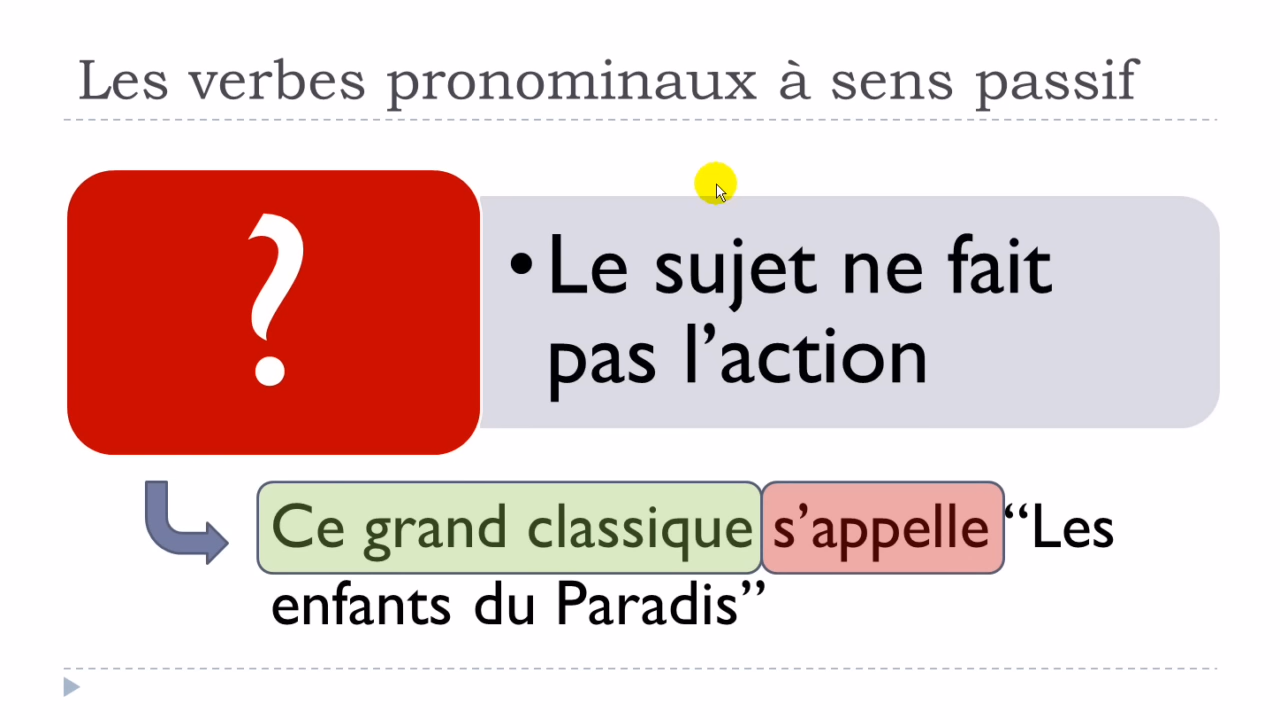 Les verbes pronominaux à sens passif
?
•Le sujet ne fait
pas l’action
Ce grand classique s’appelle “Les
enfants du Paradis”